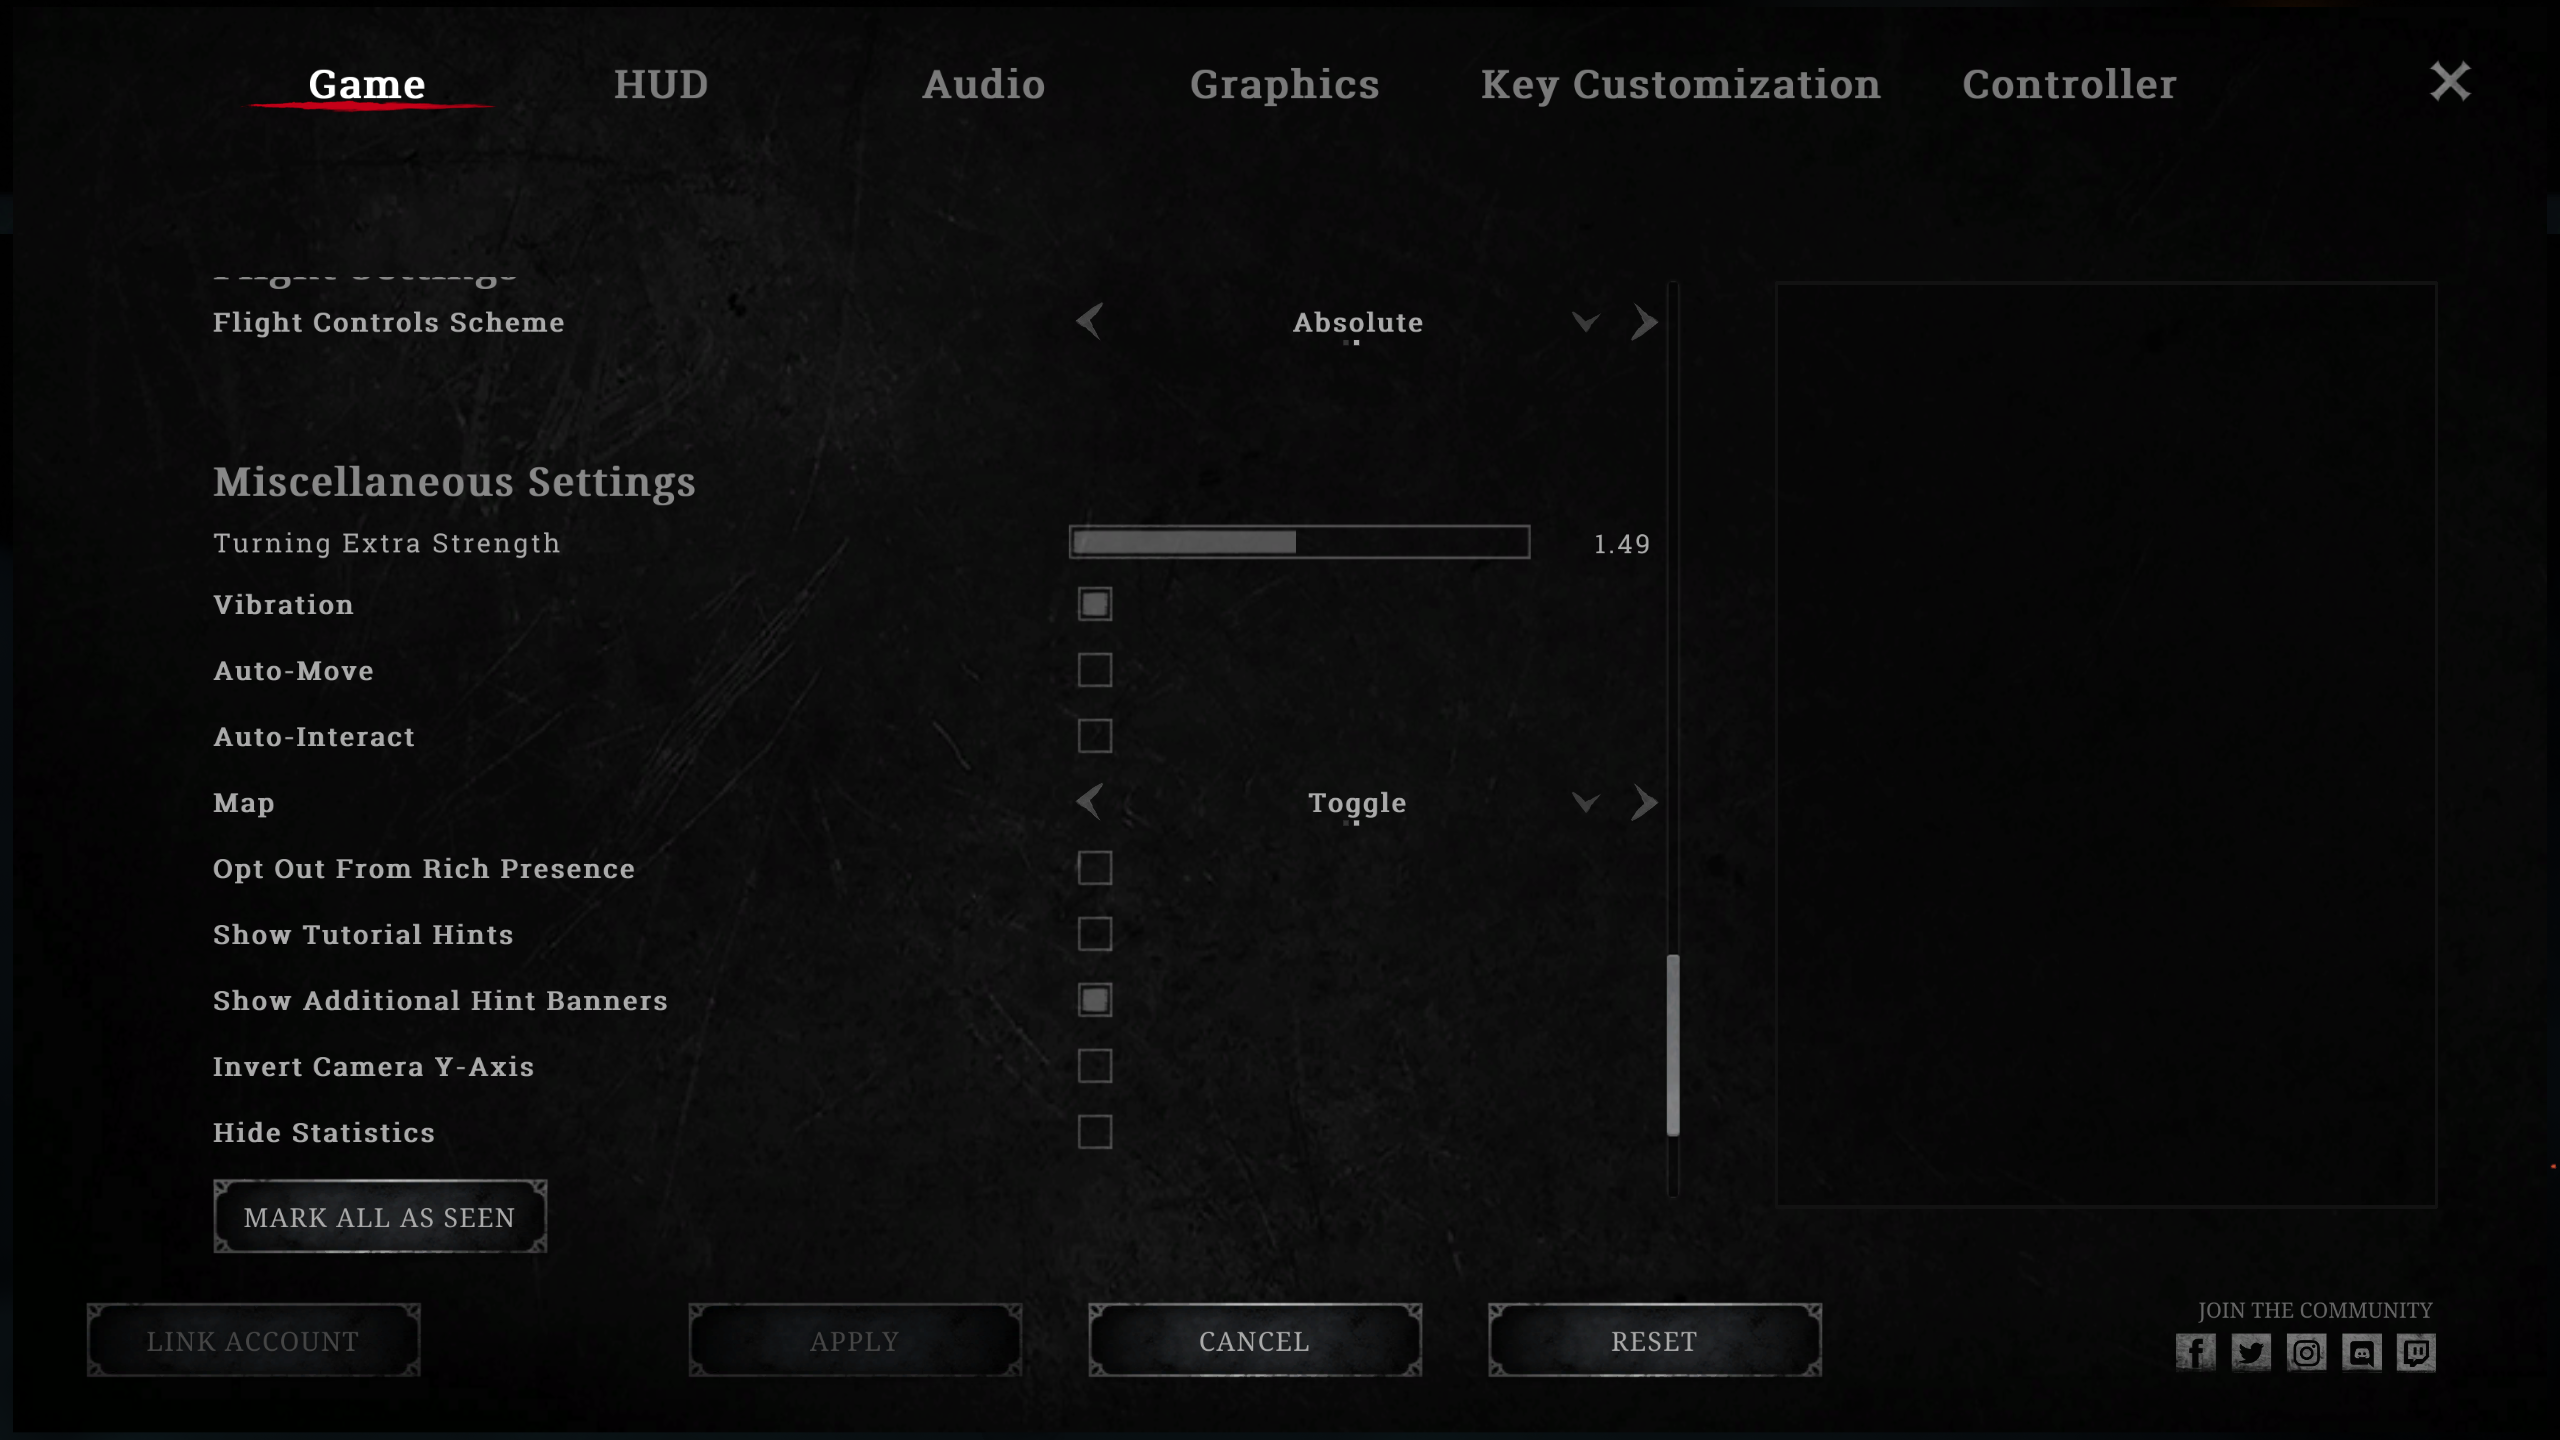 Game HUD Audio Graphics Key Customization Controller
Flight Settings
Flight Controls Scheme Absolute
Miscellaneous Settings
Turning Extra Strength 1.49
Vibration
Auto-Move
Auto-Interact
Map Toggle
Opt Out From Rich Presence
Show Tutorial Hints
Show Additional Hint Banners
Invert Camera Y-Axis
Hide Statistics
MARK ALL AS SEEN
LINK ACCOUNT APPLY CANCEL RESET
JOIN THE COMMUNITY